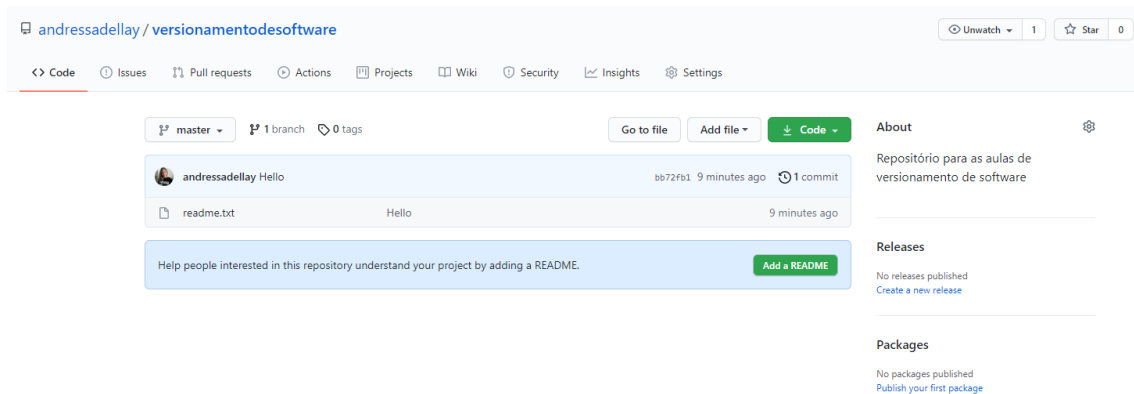 andressadellay / versionamentodesoftware
Unwatch 1 Star 0
<> Code Issues Pull requests Actions Projects Wiki Security Insights Settings
master 1 branch 0 tags Go to file Add file Code
andressadellay Hello bb72fb1 9 minutes ago 1 commit
readme.txt Hello 9 minutes ago
Help people interested in this repository understand your project by adding a README. Add a README
About
Repositório para as aulas de
versionamento de software
Releases
No releases published
Create a new release
Packages
No packages published
Publish your first package